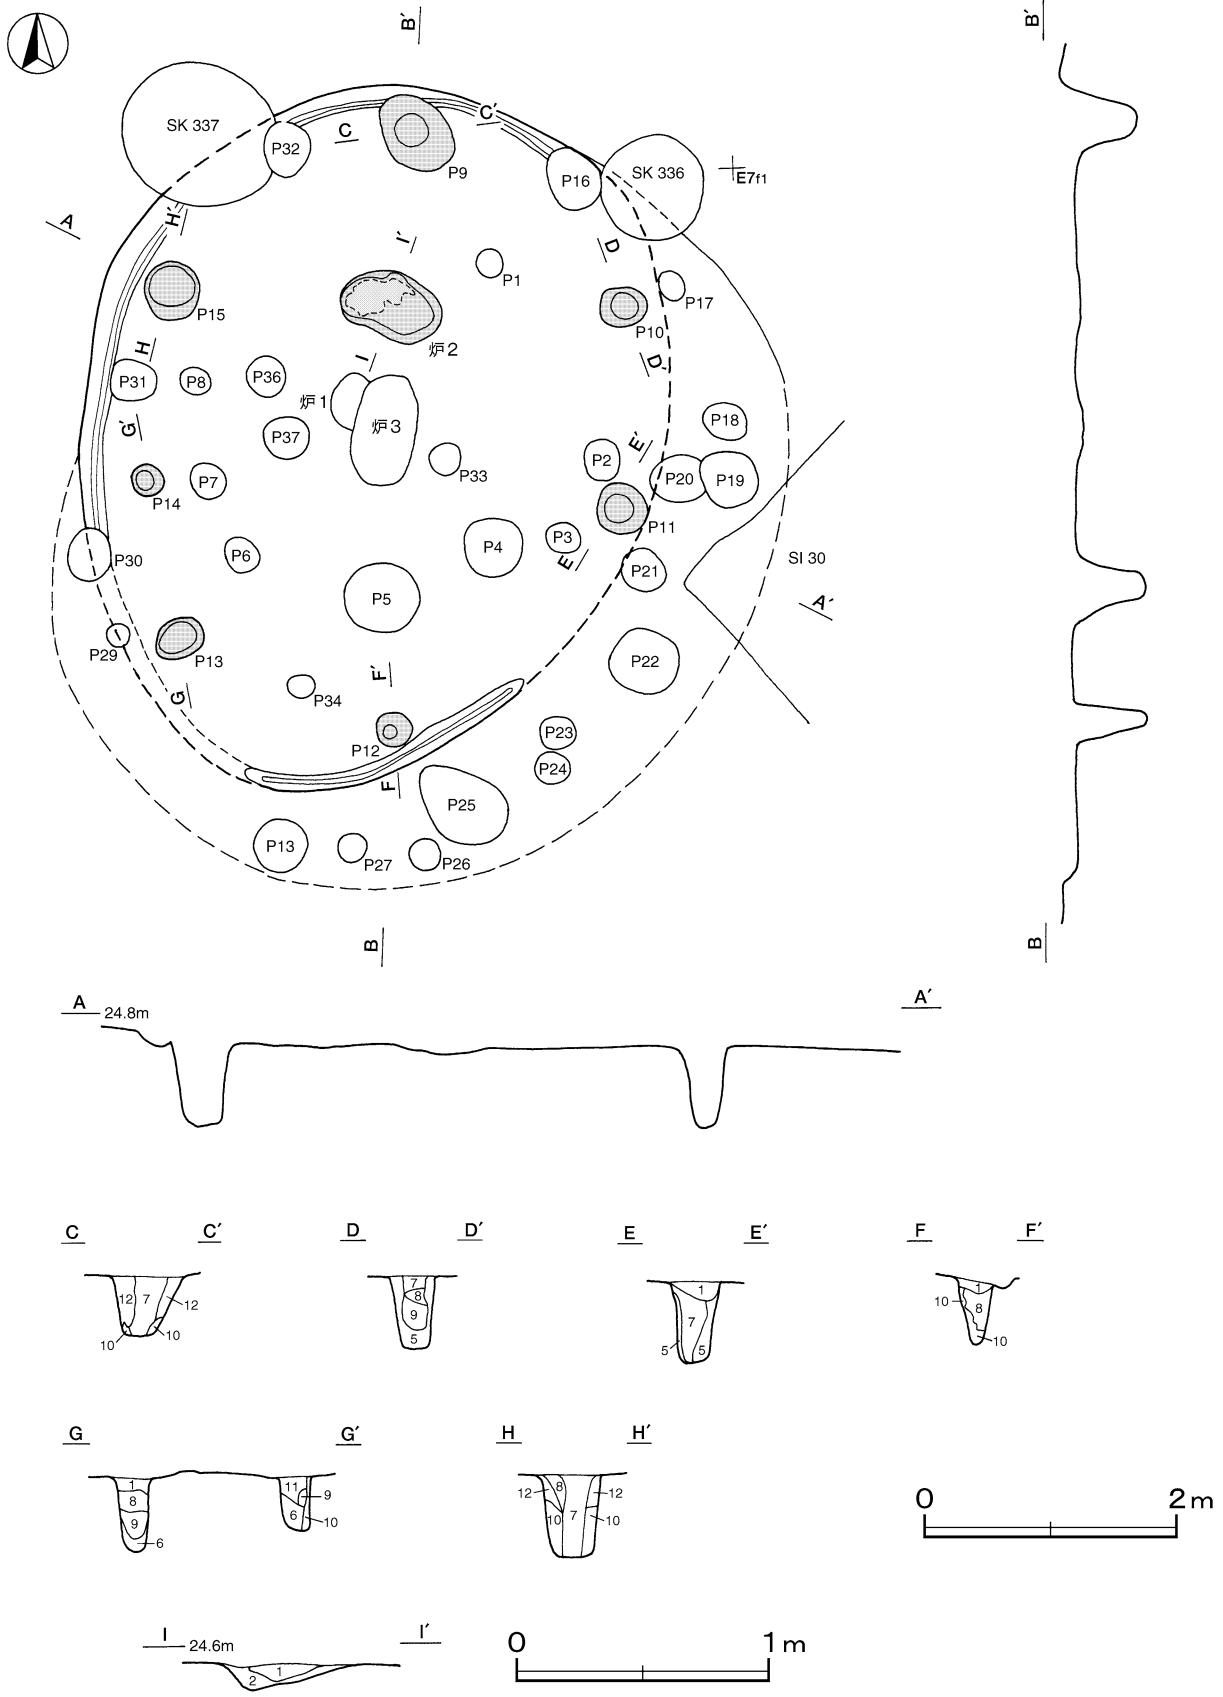 B′
B′
SK 337
P32
C
C′
P9
P16
SK 336
E7f1
A
H′
I′
D
P1
P15
P10
P17
炉2
H
I
D′
P31
P8
P36
炉1
炉3
G′
P37
P18
E′
P2
P33
P20
P19
P14
P7
P11
P30
P6
P4
P3
E
P21
SI 30
A′
P5
P29
P13
P22
G
F′
P34
P12
P23
P24
F
P25
P13
P27
P26
B
B
A
24.8m
A′
C
C′
D
D′
E
E′
F
F′
12 7 12
10 10
7
8
9
5
1
7
5 5
1
10 8
10
G
G′
H
H′
1
8
9
6
11
9
6 10
12 8 12
10 7 10
0 2m
I
24.6m
I′
1
2
0 1m